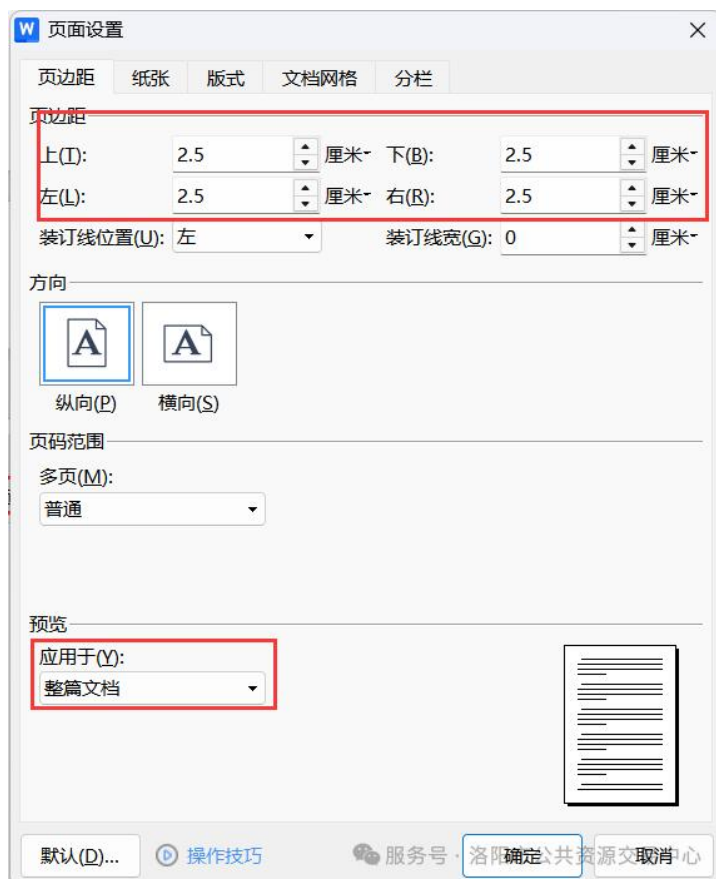 页面设置
页边距 纸张 版式 文档网格 分栏
页边距
上(T): 2.5 厘米 下(B): 2.5 厘米
左(L): 2.5 厘米 右(R): 2.5 厘米
装订线位置(U): 左 装订线宽(G): 0 厘米
方向
A A
纵向(P) 横向(S)
页码范围
多页(M):
普通
预览
应用于(Y):
整篇文档
默认(D)... 操作技巧 确定 取消
服务号 · 洛阳市公共资源交易中心